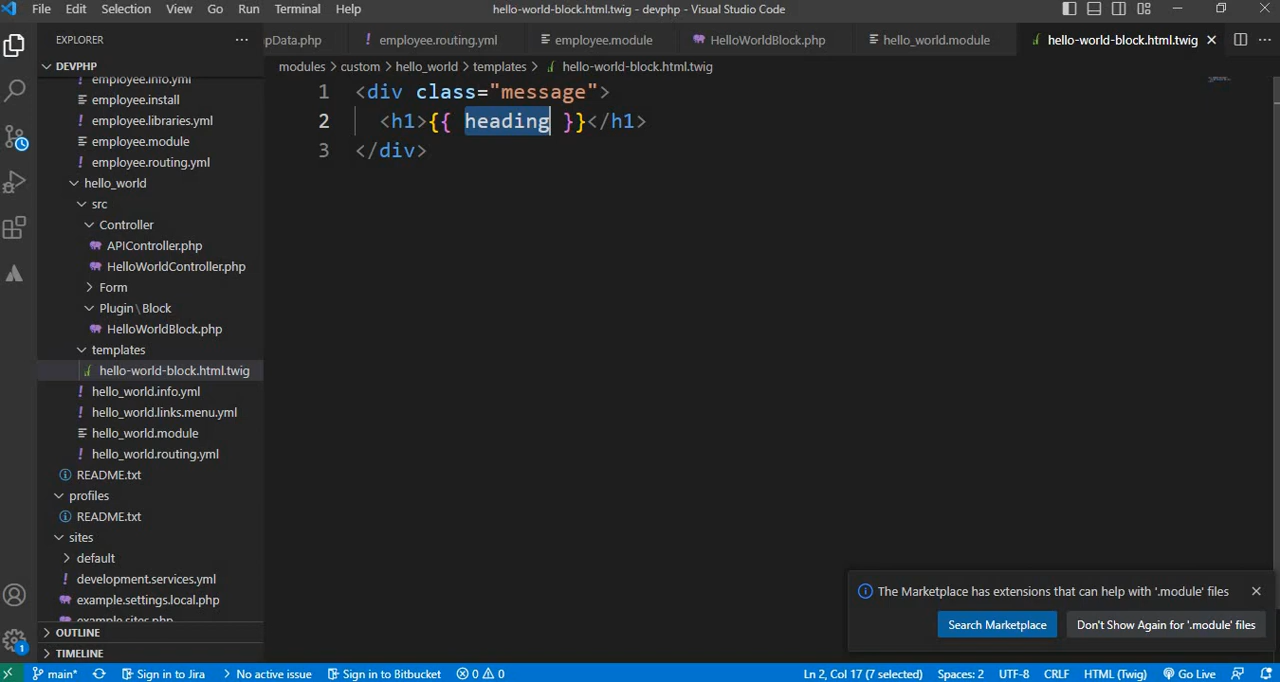 File Edit Selection View Go Run Terminal Help
hello-world-block.html.twig - devphp - Visual Studio Code
EXPLORER
pData.php
employee.routing.yml
employee.module
HelloWorldBlock.php
hello_world.module
hello-world-block.html.twig
DEVPHP
modules > custom > hello_world > templates > hello-world-block.html.twig
employee.info.yml
employee.install
employee.libraries.yml
employee.module
employee.routing.yml
hello_world
src
Controller
APIController.php
HelloWorldController.php
Form
Plugin\Block
HelloWorldBlock.php
templates
hello-world-block.html.twig
hello_world.info.yml
hello_world.links.menu.yml
hello_world.module
hello_world.routing.yml
README.txt
profiles
README.txt
sites
default
development.services.yml
example.settings.local.php
example.sites.php
OUTLINE
TIMELINE
1 <div class="message">
2 <h1>{{ heading }}</h1>
3 </div>
The Marketplace has extensions that can help with '.module' files
Search Marketplace
Don't Show Again for '.module' files
1
main*
Sign in to Jira
No active issue
Sign in to Bitbucket
0 0
Ln 2, Col 17 (7 selected)
Spaces: 2
UTF-8
CRLF
HTML (Twig)
Go Live